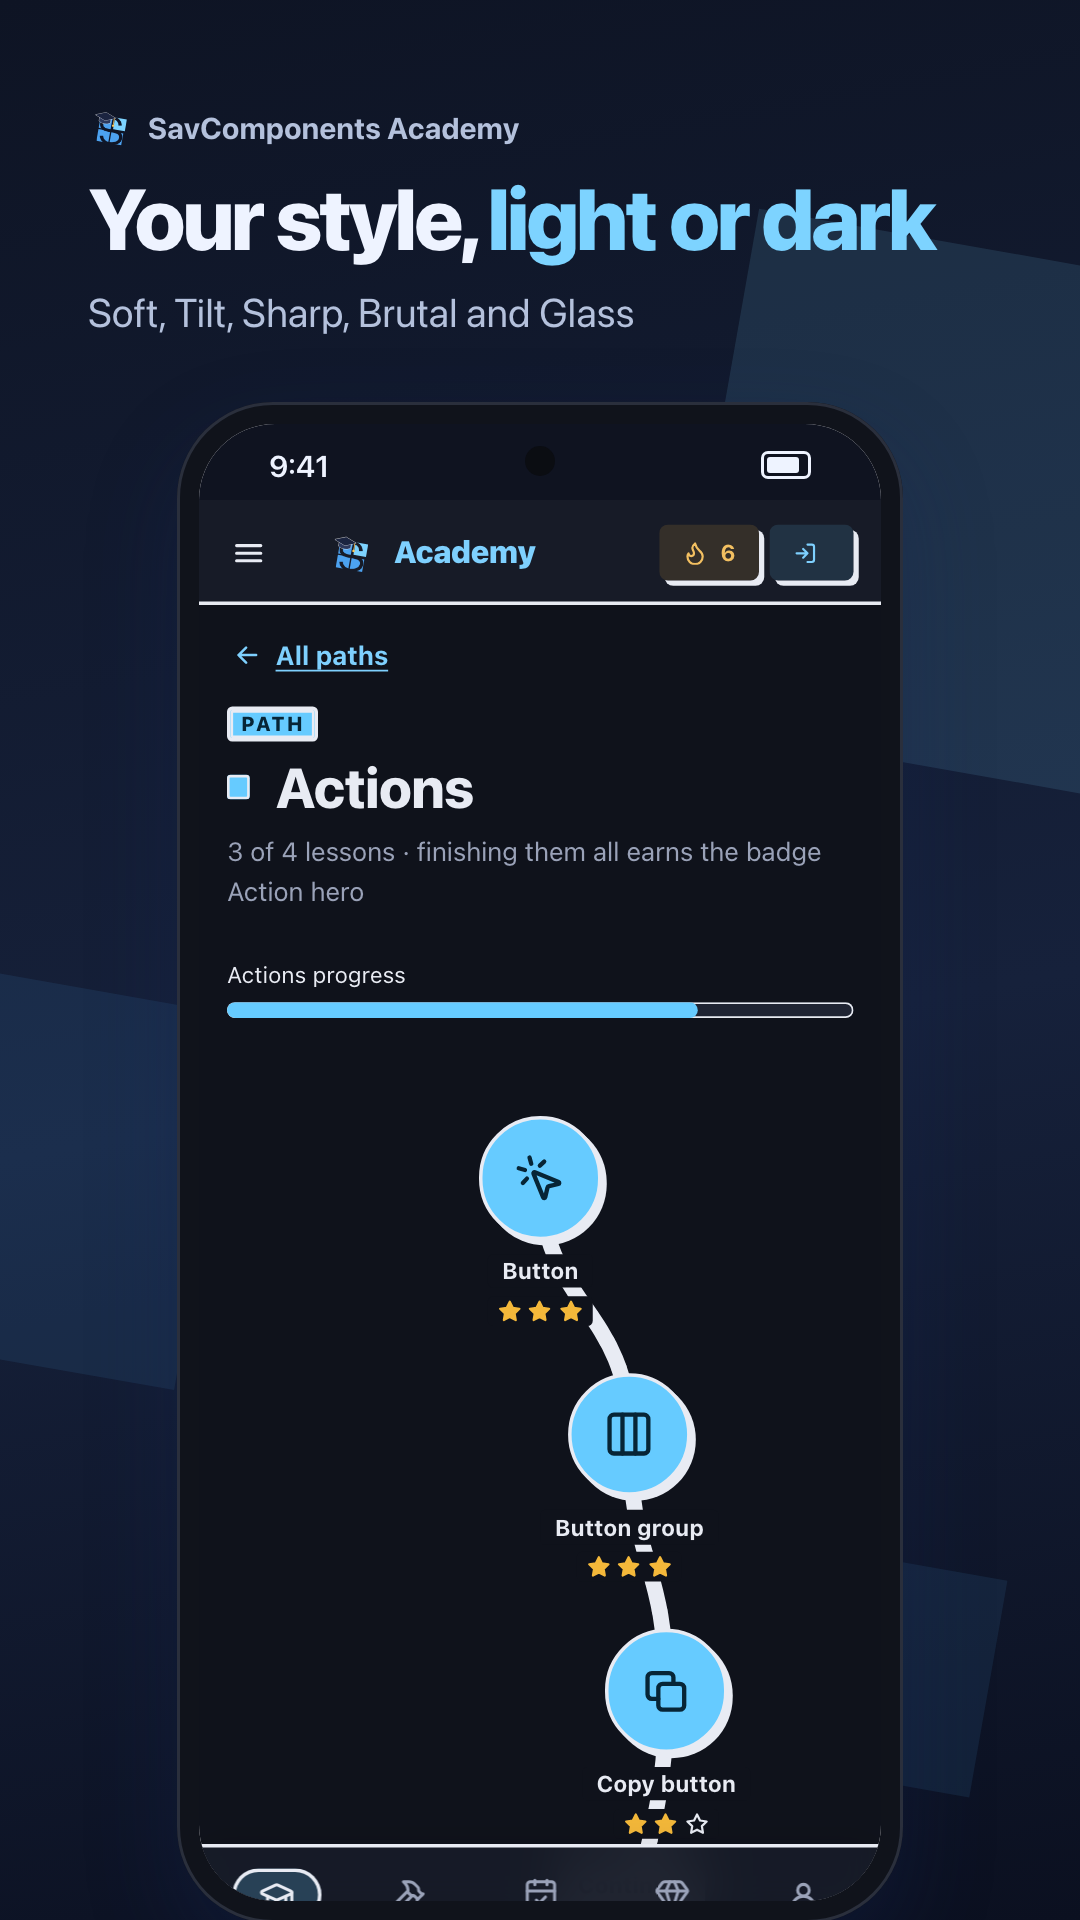 SavComponents Academy
Your style, light or dark
Soft, Tilt, Sharp, Brutal and Glass
9:41
Academy
6
All paths
PATH
Actions
3 of 4 lessons · finishing them all earns the badge
Action hero
Actions progress
Button
Button group
Copy button